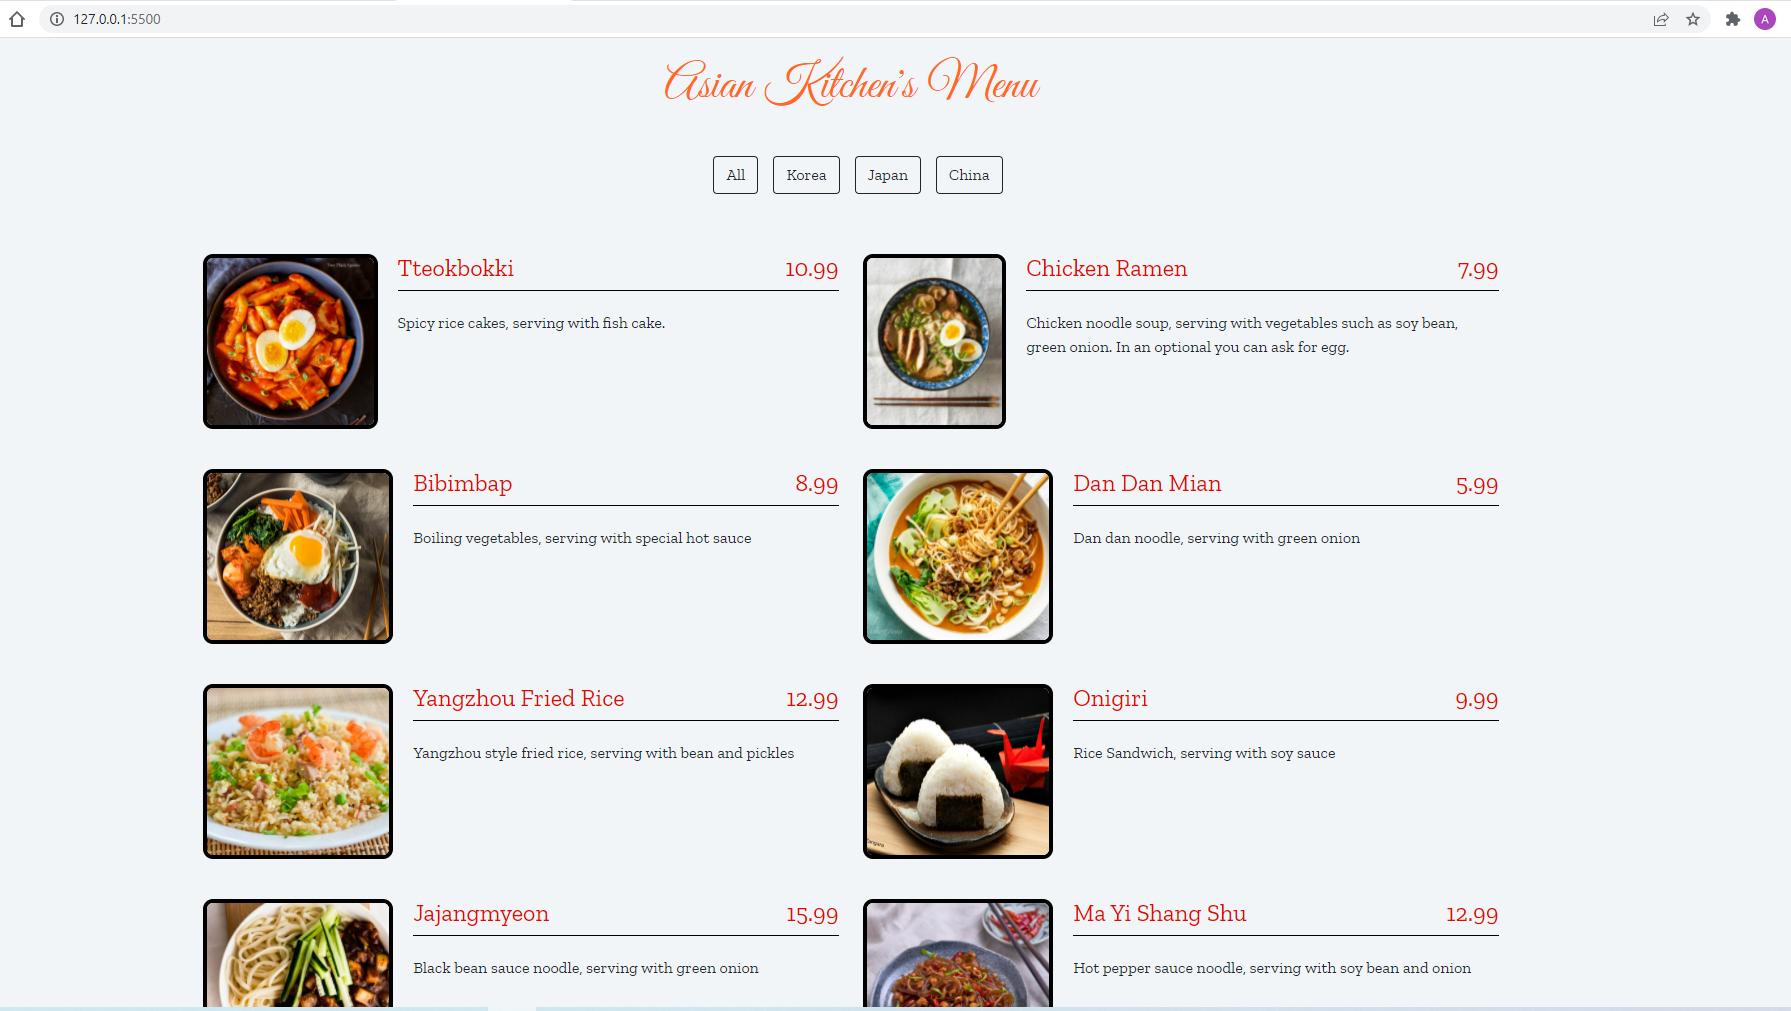 127.0.0.1:5500
A
Asian Kitchen's Menu
All Korea Japan China
Tteokbokki 10.99
Spicy rice cakes, serving with fish cake.
Chicken Ramen 7.99
Chicken noodle soup, serving with vegetables such as soy bean,
green onion. In an optional you can ask for egg.
Bibimbap 8.99
Boiling vegetables, serving with special hot sauce
Dan Dan Mian 5.99
Dan dan noodle, serving with green onion
Yangzhou Fried Rice 12.99
Yangzhou style fried rice, serving with bean and pickles
Onigiri 9.99
Rice Sandwich, serving with soy sauce
Jajangmyeon 15.99
Black bean sauce noodle, serving with green onion
Ma Yi Shang Shu 12.99
Hot pepper sauce noodle, serving with soy bean and onion